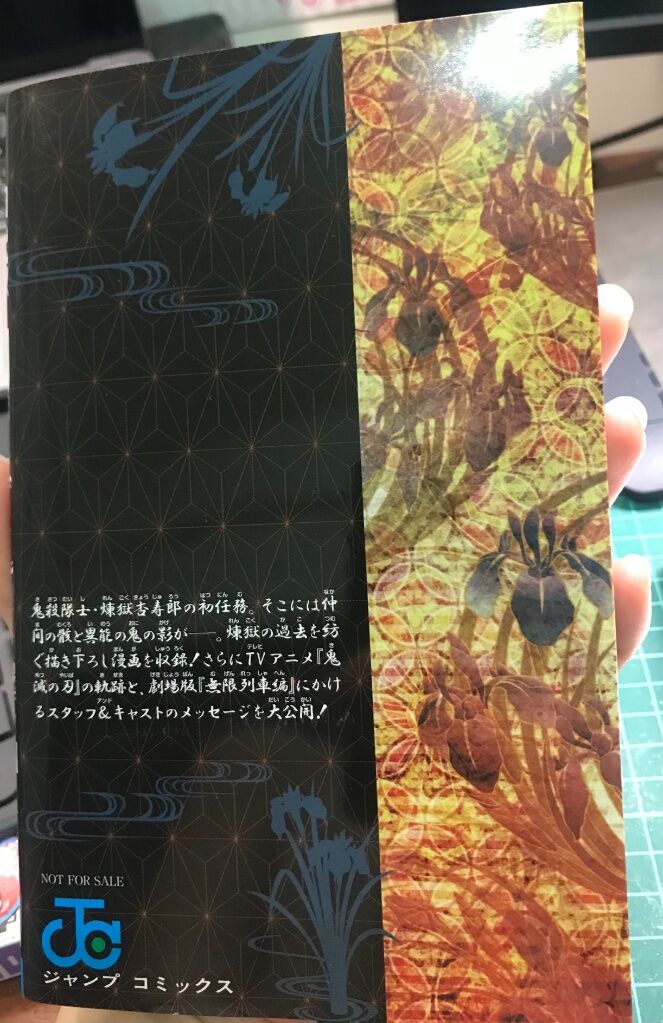 鬼殺隊士・煉獄杏寿郎の初任務。そこには仲
間の骸と異能の鬼の影が――。煉獄の過去を紡
ぐ描き下ろし漫画を収録!さらにTVアニメ『鬼
滅の刃』の軌跡と、劇場版『無限列車編』にかけ
るスタッフ&キャストのメッセージを大公開!
NOT FOR SALE
JC
ジャンプ コミックス